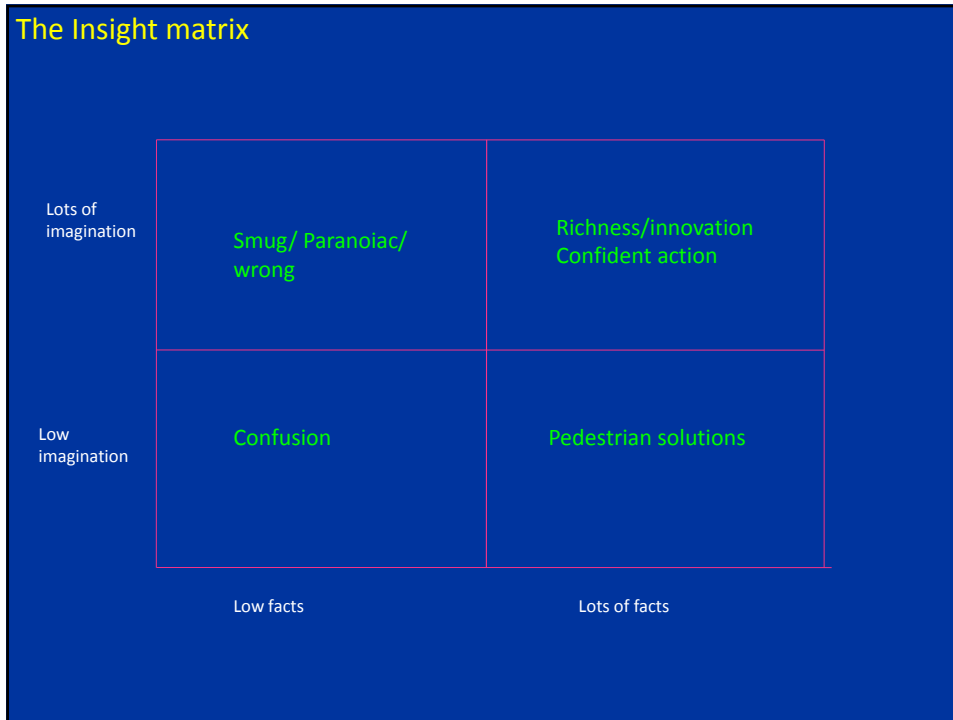 The Insight matrix
Lots of
imagination
Smug/ Paranoiac/
wrong
Richness/innovation
Confident action
Low
imagination
Confusion
Pedestrian solutions
Low facts
Lots of facts